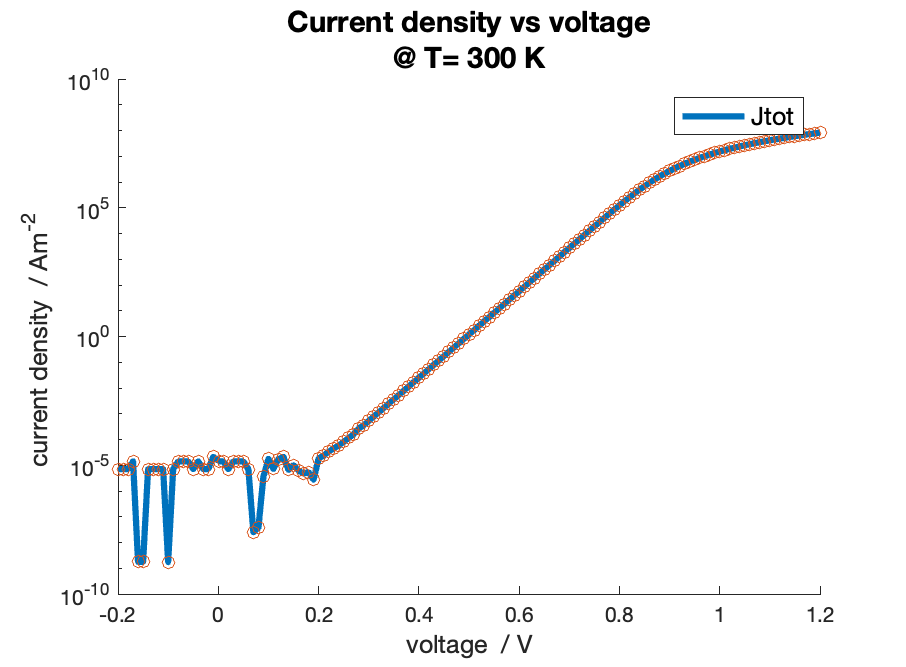 Current density vs voltage
@ T= 300 K
10^10
Jtot
10^5
current density / Am^-2
10^0
10^-5
10^-10
-0.2 0 0.2 0.4 0.6 0.8 1 1.2
voltage / V